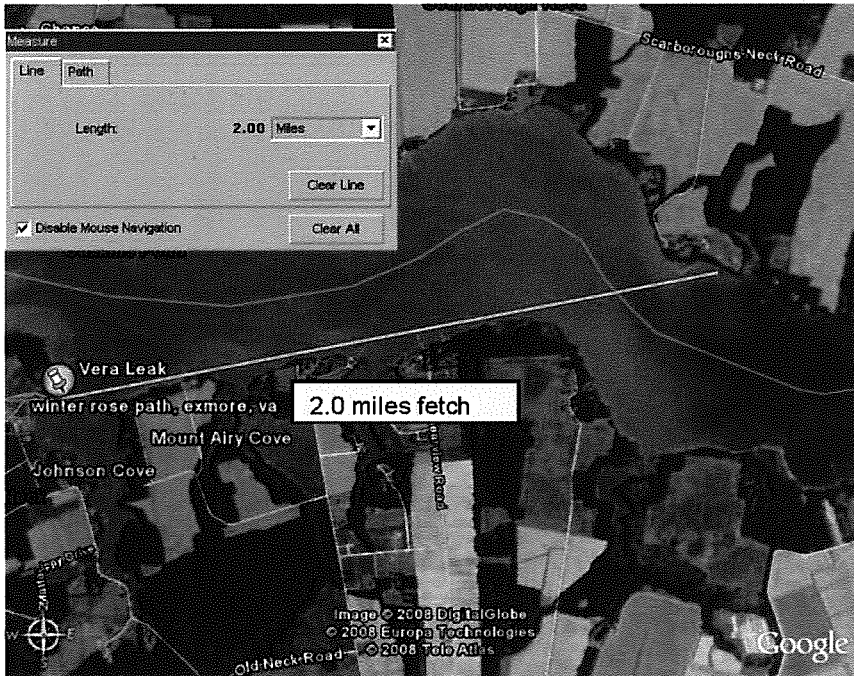 Scarboroughs-Neck-Road
Measure
Line
Path
Length:
2.00
Miles
Clear Line
Disable Mouse Navigation
Clear All
Vera Leak
winter rose path, exmore, va
2.0 miles fetch
Mount Airy Cove
Johnson Cove
Road
Drive
W
E
Image © 2008 DigitalGlobe
© 2008 Europa Technologies
© 2008 Tele Atlas
Old-Neck-Road
Google